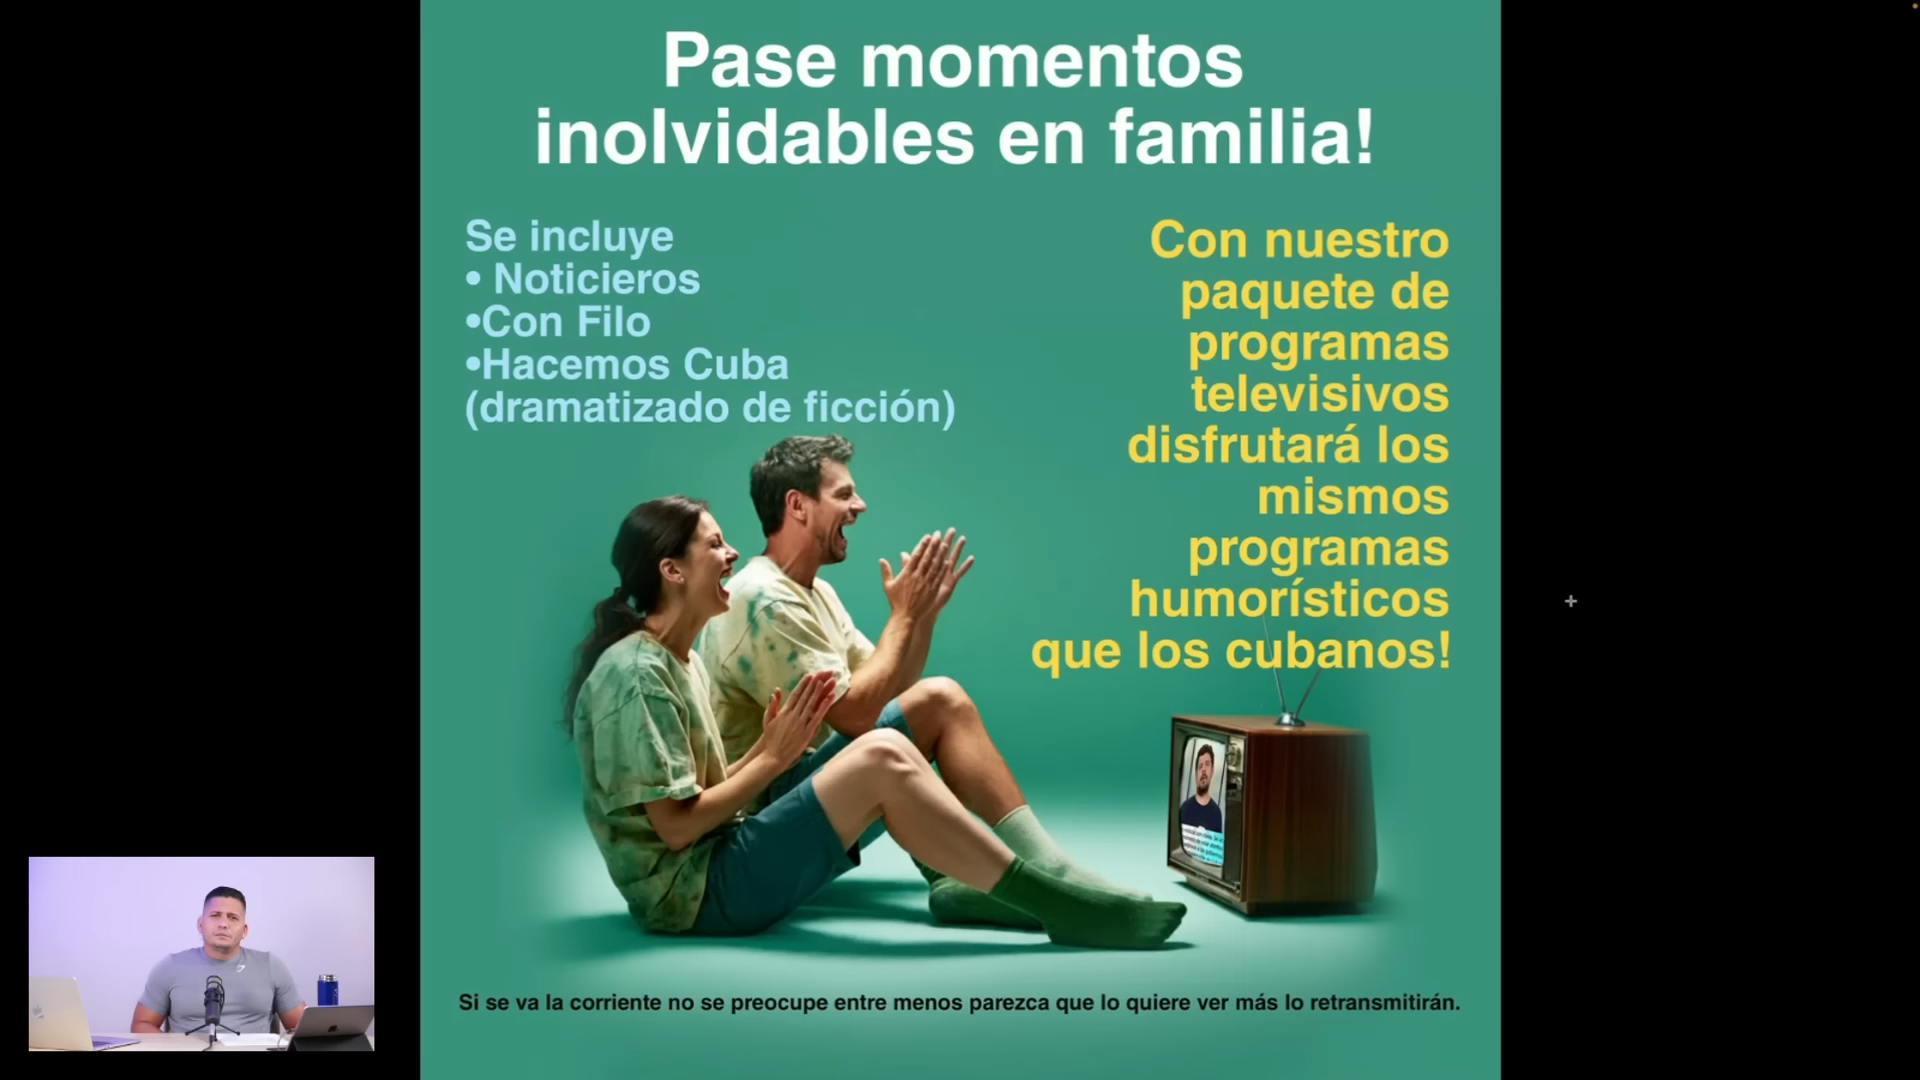 Pase momentos
inolvidables en familia!
Se incluye
• Noticieros
•Con Filo
•Hacemos Cuba
(dramatizado de ficción)
Con nuestro
paquete de
programas
televisivos
disfrutará los
mismos
programas
humorísticos
que los cubanos!
Si se va la corriente no se preocupe entre menos parezca que lo quiere ver más lo retransmitirán.